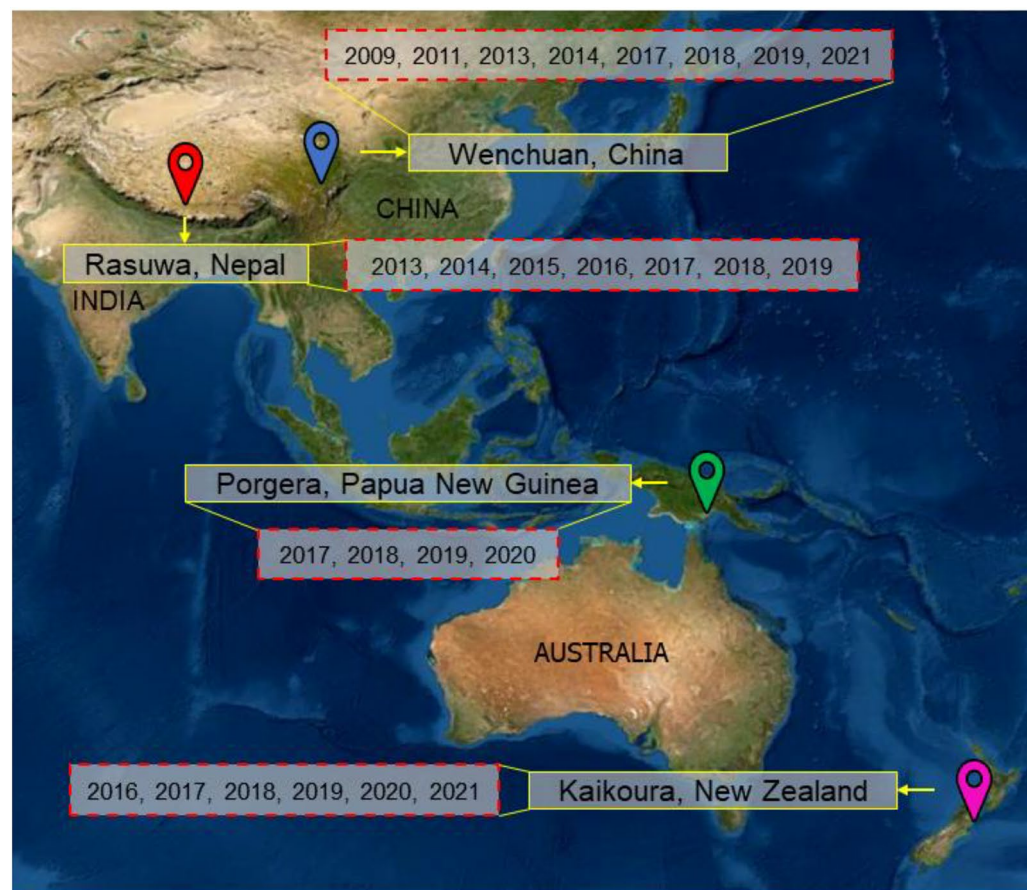 2009, 2011, 2013, 2014, 2017, 2018, 2019, 2021
Wenchuan, China
CHINA
Rasuwa, Nepal
2013, 2014, 2015, 2016, 2017, 2018, 2019
INDIA
Porgera, Papua New Guinea
2017, 2018, 2019, 2020
AUSTRALIA
2016, 2017, 2018, 2019, 2020, 2021
Kaikoura, New Zealand